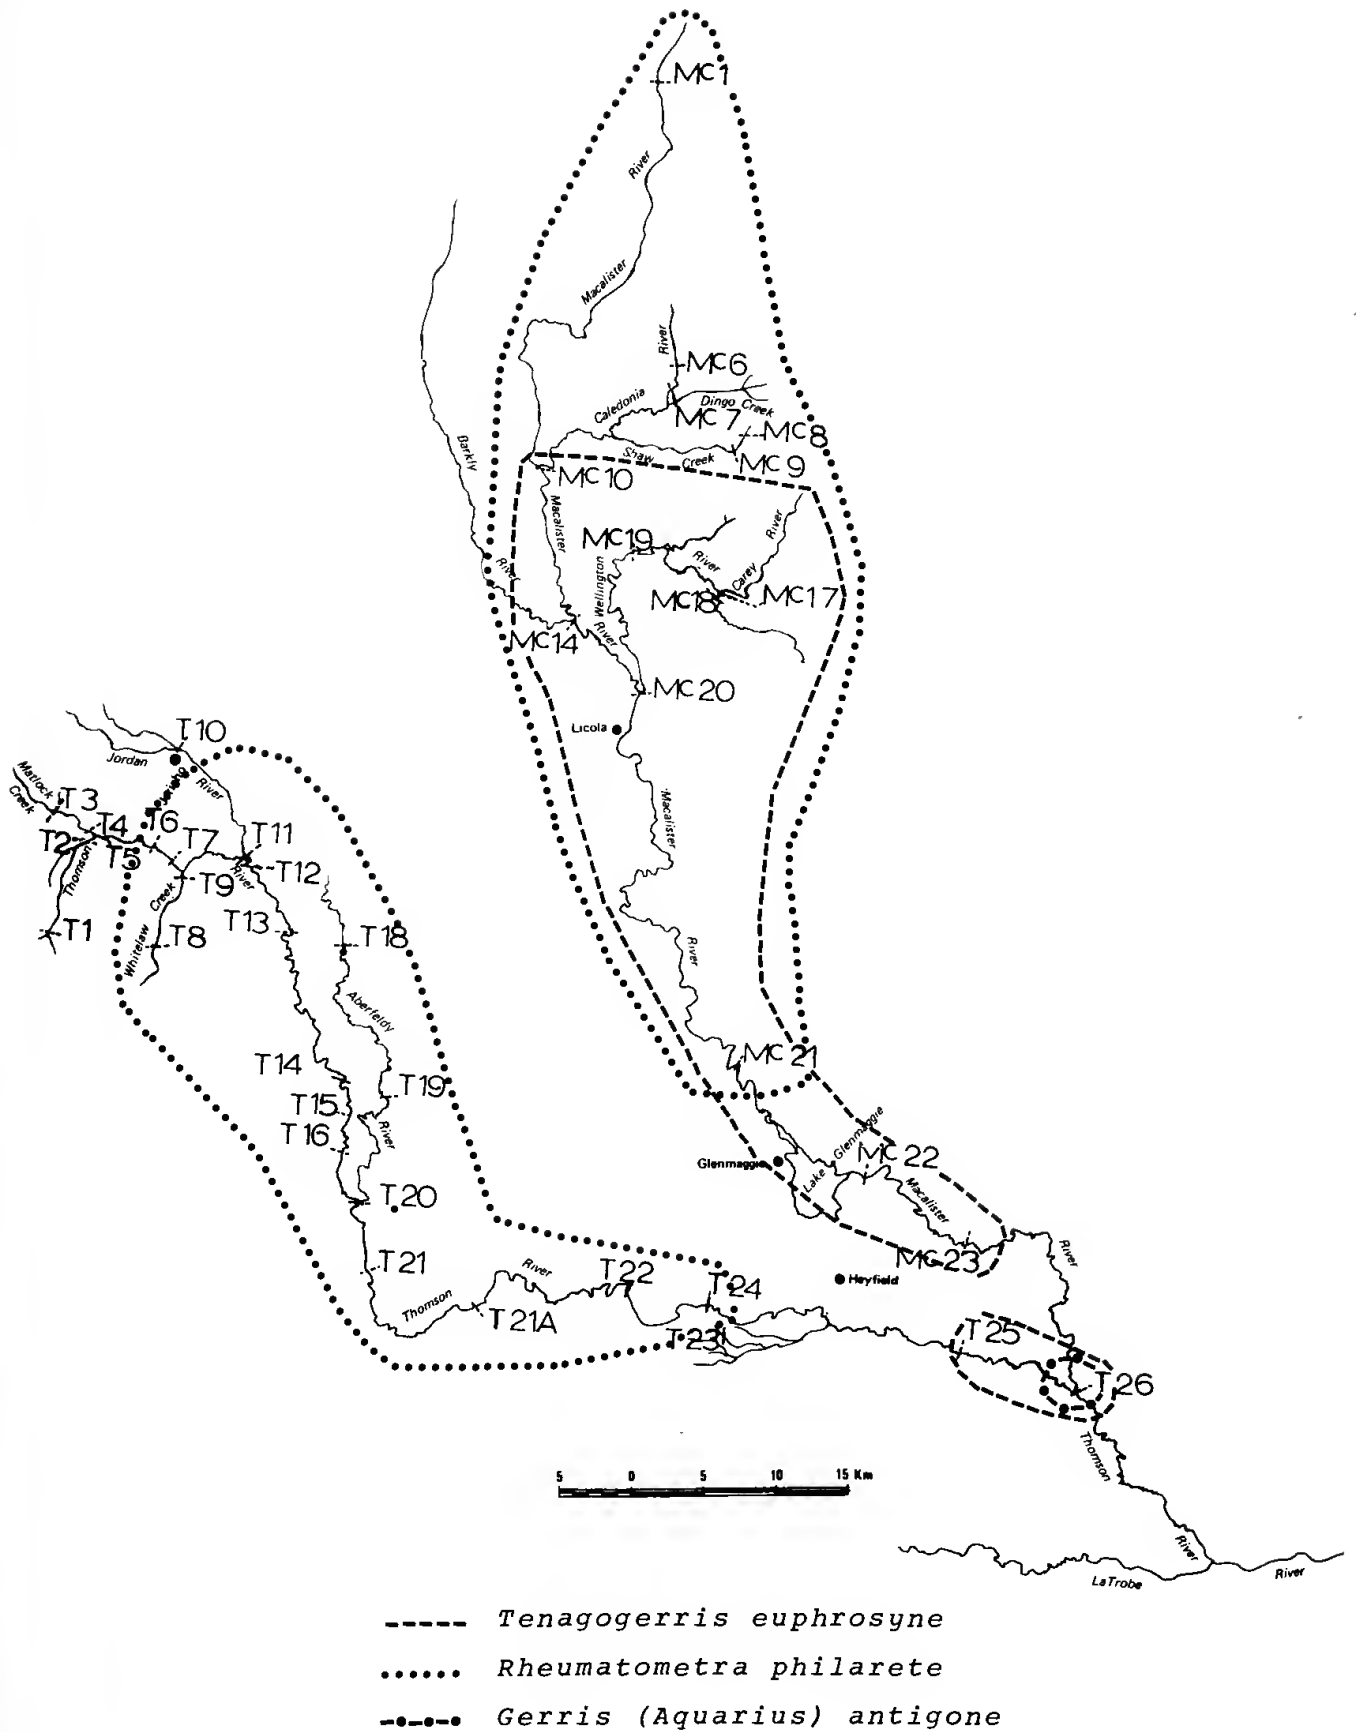 MC1
River
Macalister
River
MC6
Dingo Creek
Caledonia
MC7
MC8
Barkly
Shaw Creek
MC9
MC10
Macalister
MC19
River
River
Carey
River
Wellington
River
MC18
MC17
MC14
MC20
Licola
T10
Jordan
River
Matlock
Creek
T3
T4
T6
T2
T5
T7
T11
Thomson
River
T12
T9
Creek
Whitelaw
T1
T8
T13
T18
Macalister
River
Aberfeldy
T14
T19
T15
T16
River
MC21
Glenmaggie
Lake Glenmaggie
MC22
Macalister
T20
MC23
River
Heyfield
T21
River
T22
T24
Thomson
T21A
T23
T25
T26
Thomson
5 0 5 10 15 Km
River
LaTrobe
River
Tenagogerris euphrosyne
Rheumatometra philarete
Gerris (Aquarius) antigone